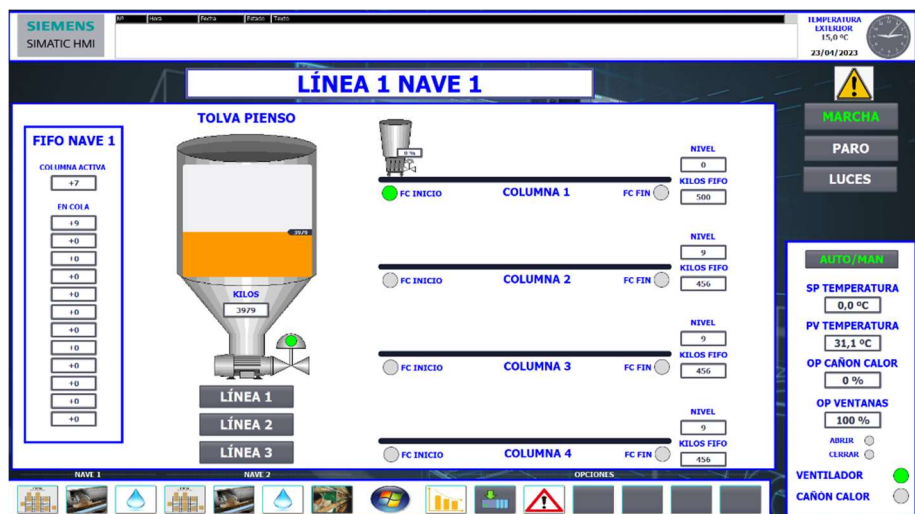 SIEMENS
SIMATIC HMI
Nº Hora Fecha Estado Texto
TEMPERATURA
EXTERIOR
15,0 ºC
23/04/2023
LÍNEA 1 NAVE 1
MARCHA
PARO
LUCES
FIFO NAVE 1
COLUMNA ACTIVA
+7
EN COLA
+9
+0
+0
+0
+0
+0
+0
+0
+0
+0
+0
+0
TOLVA PIENSO
3979
KILOS
3979
LÍNEA 1
LÍNEA 2
LÍNEA 3
0 %
FC INICIO
COLUMNA 1
FC FIN
NIVEL
0
KILOS FIFO
500
FC INICIO
COLUMNA 2
FC FIN
NIVEL
9
KILOS FIFO
456
FC INICIO
COLUMNA 3
FC FIN
NIVEL
9
KILOS FIFO
456
FC INICIO
COLUMNA 4
FC FIN
NIVEL
9
KILOS FIFO
456
AUTO/MAN
SP TEMPERATURA
0,0 ºC
PV TEMPERATURA
31,1 ºC
OP CAÑON CALOR
0 %
OP VENTANAS
100 %
ABRIR
CERRAR
VENTILADOR
CAÑÓN CALOR
NAVE 1
NAVE 2
OPCIONES